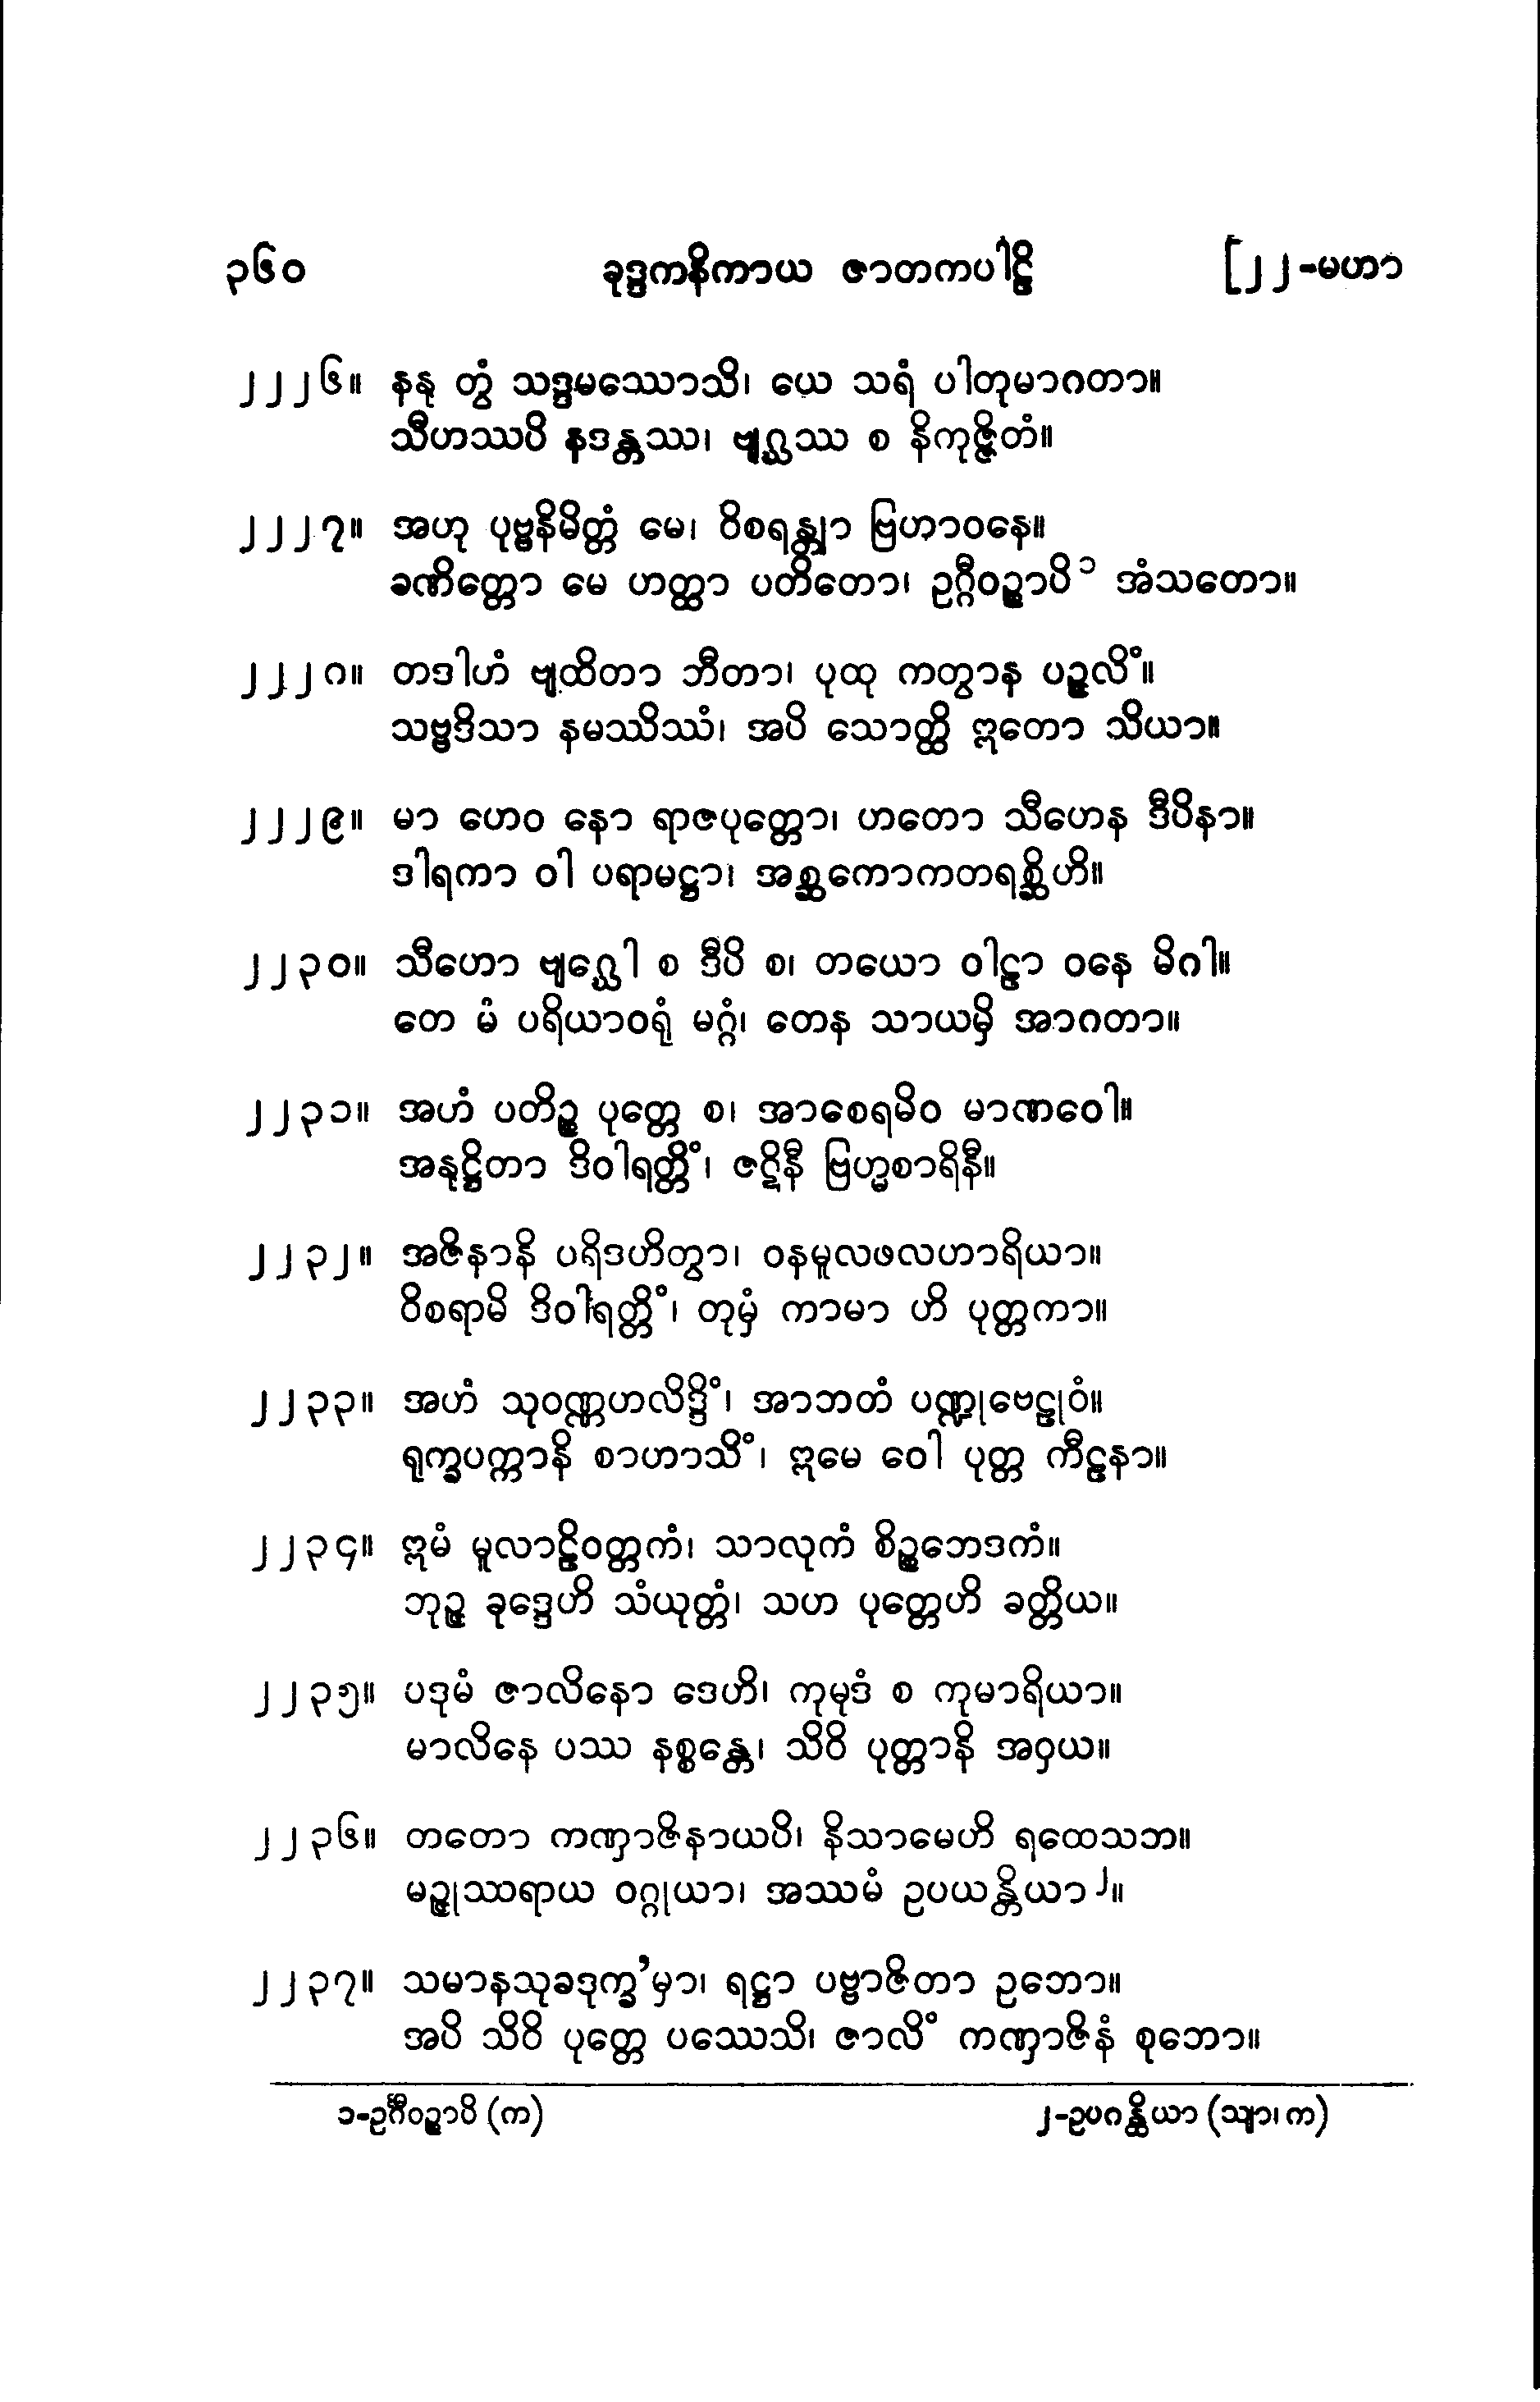 ၃၆၀ ခုဒ္ဒကနိကာယ ဇာတကပါဠိ [၂၂-မဟာ
၂၂၂၆။ နနု တွံ သဒ္ဒမဿောသိ၊ ယေ သရံ ပါတုမာဂတာ။
သီဟဿပိ နဒန္တဿ၊ ဗျဂ္ဃဿ စ နိကုဇ္ဇိတံ။
၂၂၂၇။ အဟု ပုဗ္ဗနိမိတ္တံ မေ၊ ဝိစရန္တျာ ဗြဟာဝနေ။
ခဏိတ္တော မေ ဟတ္ထာ ပတိတော၊ ဥဂ္ဂီဝဉ္စာပိ ၁ အံသတော။
၂၂၂၈။ တဒါဟံ ဗျထိတာ ဘီတာ၊ ပုထု ကတွာန ပဉ္စလိံ။
သဗ္ဗဒိသာ နမဿိဿံ၊ အပိ သောတ္ထိ ဣတော သိယာ။
၂၂၂၉။ မာ ဟေဝ နော ရာဇပုတ္တော၊ ဟတော သီဟေန ဒီပိနာ။
ဒါရကာ ဝါ ပရာမဋ္ဌာ၊ အစ္ဆကောကတရစ္ဆိဟိ။
၂၂၃၀။ သီဟော ဗျဂ္ဃေါ စ ဒီပိ စ၊ တယော ဝါဠာ ဝနေ မိဂါ။
တေ မံ ပရိယာဝရုံ မဂ္ဂံ၊ တေန သာယမှိ အာဂတာ။
၂၂၃၁။ အဟံ ပတိဉ္စ ပုတ္တေ စ၊ အာစေရမိဝ မာဏဝေါ။
အနုဋ္ဌိတာ ဒိဝါရတ္တိံ၊ ဇဋိနီ ဗြဟ္မစာရိနီ။
၂၂၃၂။ အဇိနာနိ ပရိဒဟိတွာ၊ ဝနမူလဖလဟာရိယာ။
ဝိစရာမိ ဒိဝါရတ္တိံ၊ တုမှံ ကာမာ ဟိ ပုတ္တကာ။
၂၂၃၃။ အဟံ သုဝဏ္ဏဟလိဒ္ဒိံ၊ အာဘတံ ပဏ္ဍုဗေဠုဝံ။
ရုက္ခပက္ကာနိ စာဟာသိံ၊ ဣမေ ဝေါ ပုတ္တ ကီဠနာ။
၂၂၃၄။ ဣမံ မူလာဠိဝတ္တကံ၊ သာလုကံ စိဉ္စဘေဒကံ။
ဘုဉ္ဇ ခုဒ္ဒေဟိ သံယုတ္တံ၊ သဟ ပုတ္တေဟိ ခတ္တိယ။
၂၂၃၅။ ပဒုမံ ဇာလိနော ဒေဟိ၊ ကုမုဒံ စ ကုမာရိယာ။
မာလိနေ ပဿ နစ္စန္တေ၊ သိဝိ ပုတ္တာနိ အဝှယ။
၂၂၃၆။ တတော ကဏှာဇိနာယပိ၊ နိသာမေဟိ ရထေသဘ။
မဉ္ဇုဿရာယ ဝဂ္ဂုယာ၊ အဿမံ ဥပယန္တိယာ ၂။
၂၂၃၇။ သမာနသုခဒုက္ခ’မှာ၊ ရဋ္ဌာ ပဗ္ဗာဇိတာ ဥဘော။
အပိ သိဝိ ပုတ္တေ ပဿေသိ၊ ဇာလိံ ကဏှာဇိနံ စုဘော။
၁-ဥင်္ဂီဝဉ္စာပိ (က) ၂-ဥပဂန္ထိယာ (သျာ၊ က)